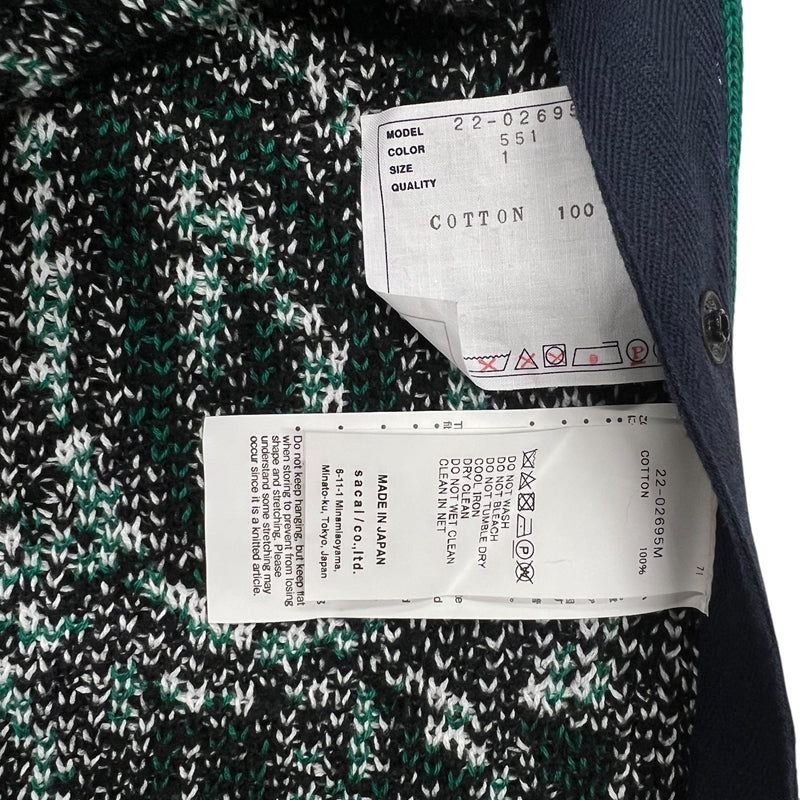 MODEL 22-02695
COLOR 551
SIZE 1
QUALITY
COTTON 100
22-02695M
COTTON 100%
71
DO NOT WASH
DO NOT BLEACH
DO NOT TUMBLE DRY
COOL IRON
DRY CLEAN
DO NOT WET CLEAN
CLEAN IN NET
MADE IN JAPAN
sacai/co.,ltd.
6-11-1 Minamiaoyama,
Minato-ku, Tokyo, Japan
• Do not keep hanging, but keep flat
when storing to prevent from losing
shape and stretching. Please
understand some stretching may
occur since it is a knitted article.